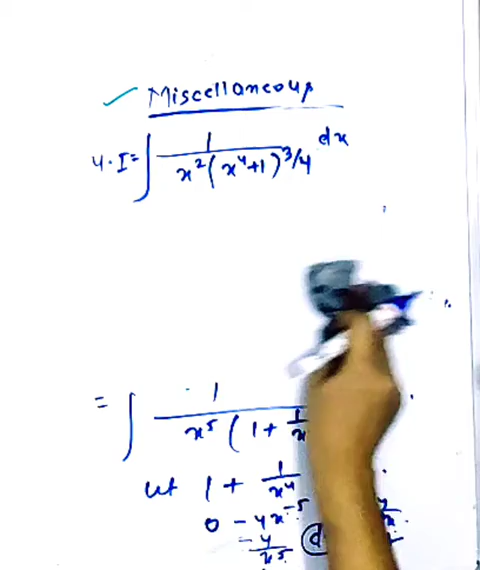 ✓ Miscellaneous
4. I = ∫ 1 / x²(x⁴+1)^3/4 dx
= ∫ 1 / x⁵ (1 + 1/x
let 1 + 1/x⁴
0 - 4x⁻⁵
-4/x⁵